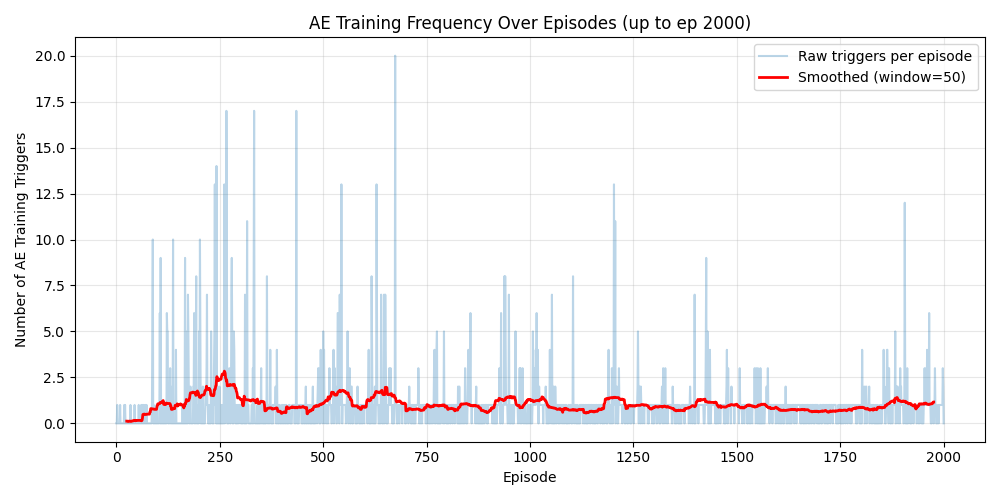 AE Training Frequency Over Episodes (up to ep 2000)
Raw triggers per episode
Smoothed (window=50)
Number of AE Training Triggers
20.0
17.5
15.0
12.5
10.0
7.5
5.0
2.5
0.0
0 250 500 750 1000 1250 1500 1750 2000
Episode